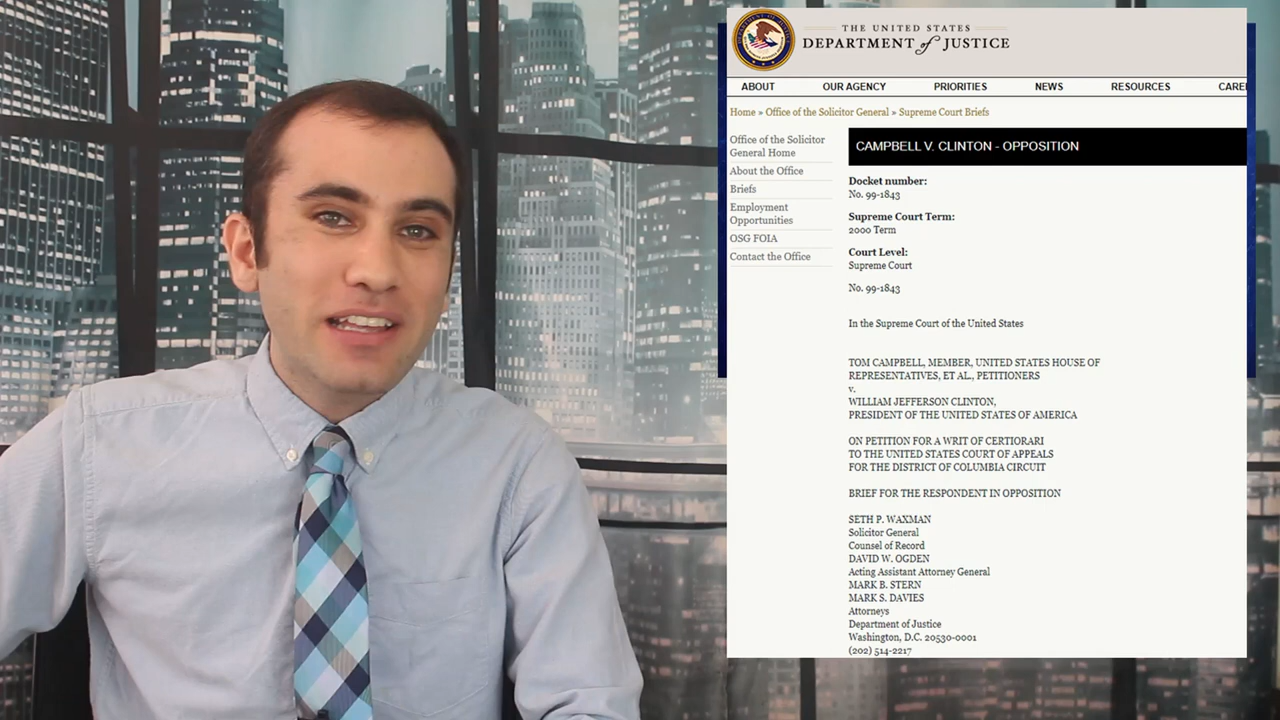 THE UNITED STATES
DEPARTMENT of JUSTICE
ABOUT OUR AGENCY PRIORITIES NEWS RESOURCES
Home » Office of the Solicitor General » Supreme Court Briefs
Office of the Solicitor
General Home
About the Office
Briefs
Employment
Opportunities
OSG FOIA
Contact the Office
CAMPBELL V. CLINTON - OPPOSITION
Docket number:
No. 99-1843
Supreme Court Term:
2000 Term
Court Level:
Supreme Court
No. 99-1843
In the Supreme Court of the United States
TOM CAMPBELL, MEMBER, UNITED STATES HOUSE OF
REPRESENTATIVES, ET AL., PETITIONERS
v.
WILLIAM JEFFERSON CLINTON,
PRESIDENT OF THE UNITED STATES OF AMERICA
ON PETITION FOR A WRIT OF CERTIORARI
TO THE UNITED STATES COURT OF APPEALS
FOR THE DISTRICT OF COLUMBIA CIRCUIT
BRIEF FOR THE RESPONDENT IN OPPOSITION
SETH P. WAXMAN
Solicitor General
Counsel of Record
DAVID W. OGDEN
Acting Assistant Attorney General
MARK B. STERN
MARK S. DAVIES
Attorneys
Department of Justice
Washington, D.C. 20530-0001
(202) 514-2217